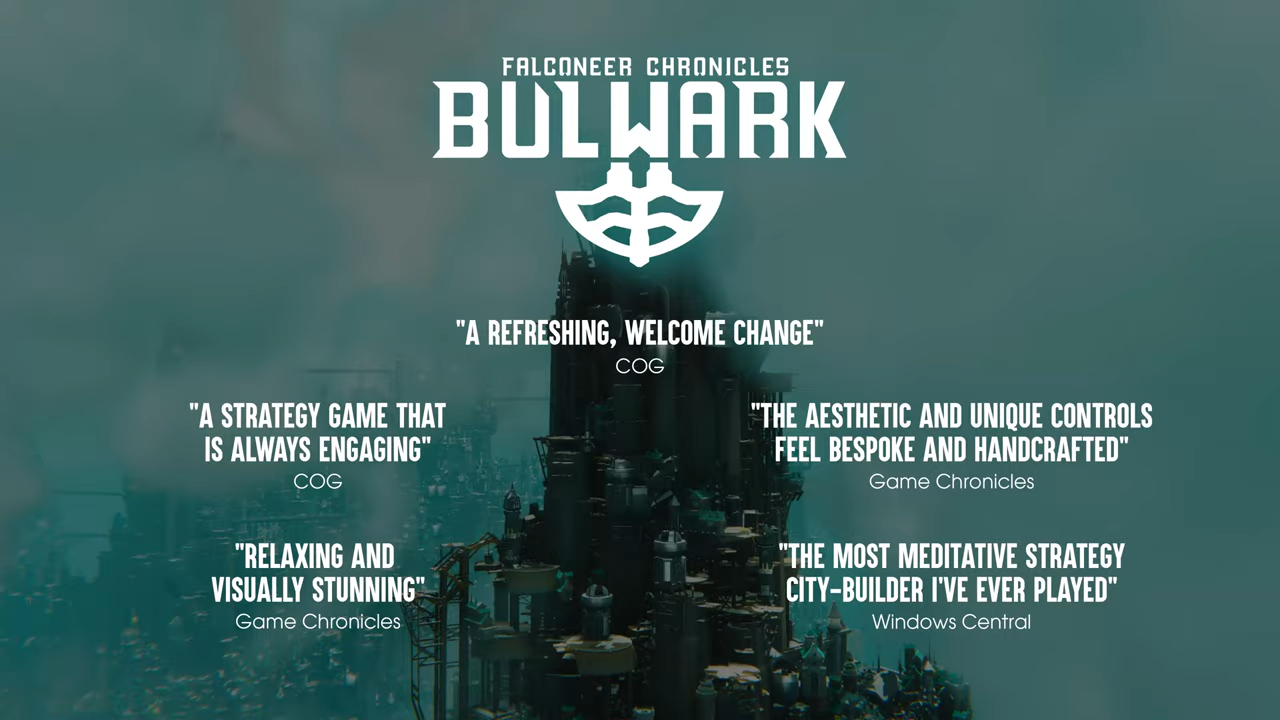 FALCONEER CHRONICLES
BULWARK
"A REFRESHING, WELCOME CHANGE"
COG
"A STRATEGY GAME THAT
IS ALWAYS ENGAGING"
COG
"THE AESTHETIC AND UNIQUE CONTROLS
FEEL BESPOKE AND HANDCRAFTED"
Game Chronicles
"RELAXING AND
VISUALLY STUNNING"
Game Chronicles
"THE MOST MEDITATIVE STRATEGY
CITY-BUILDER I'VE EVER PLAYED"
Windows Central